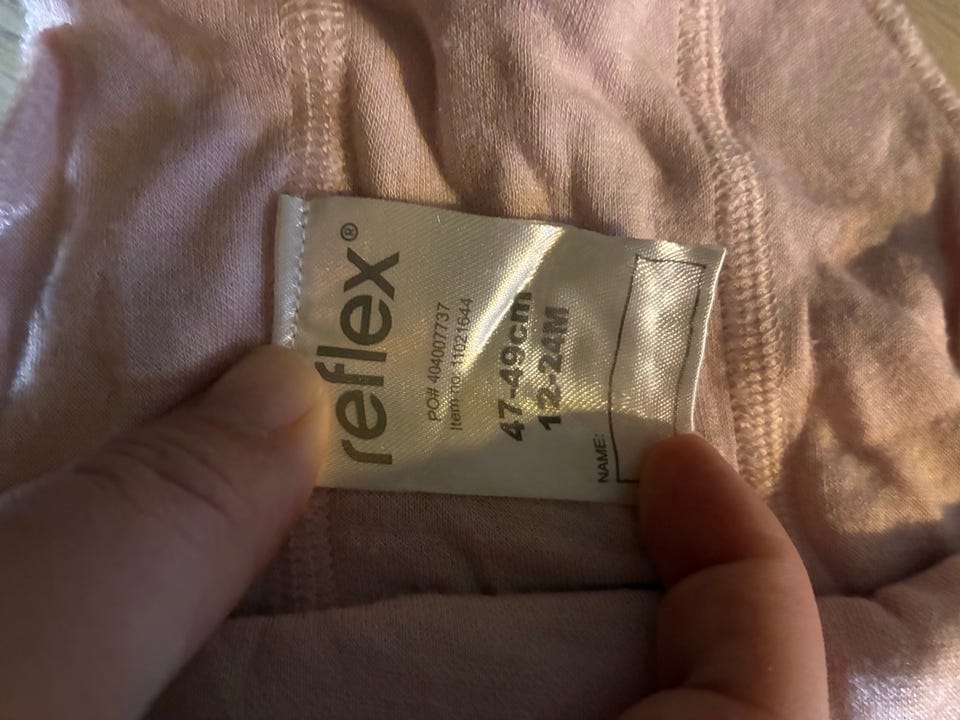 reflex®
PO# 404007737
Item no: 11021644
47-49cm
12-24M
NAME: